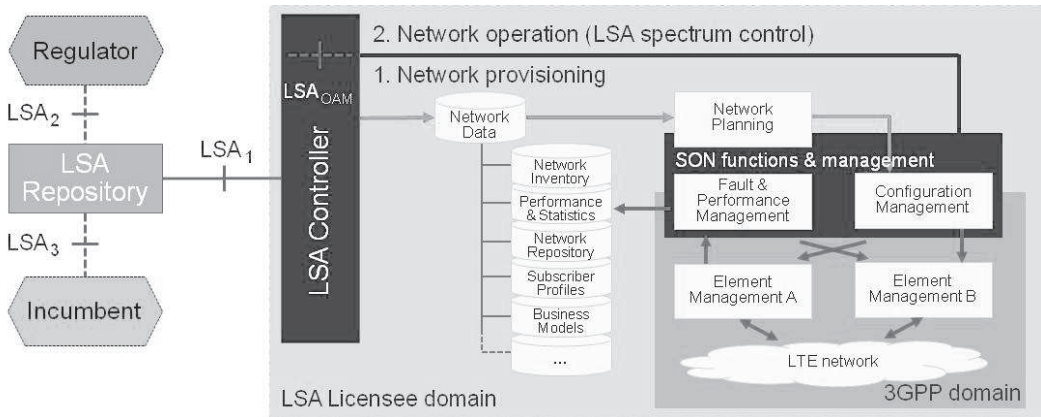 Regulator
LSA2
LSA
Repository
LSA3
Incumbent
LSA1
LSAOAM
LSA Controller
2. Network operation (LSA spectrum control)
1. Network provisioning
Network
Data
Network
Inventory
Performance
& Statistics
Network
Repository
Subscriber
Profiles
Business
Models
...
Network
Planning
SON functions & management
Fault &
Performance
Management
Configuration
Management
Element
Management A
Element
Management B
LTE network
LSA Licensee domain
3GPP domain